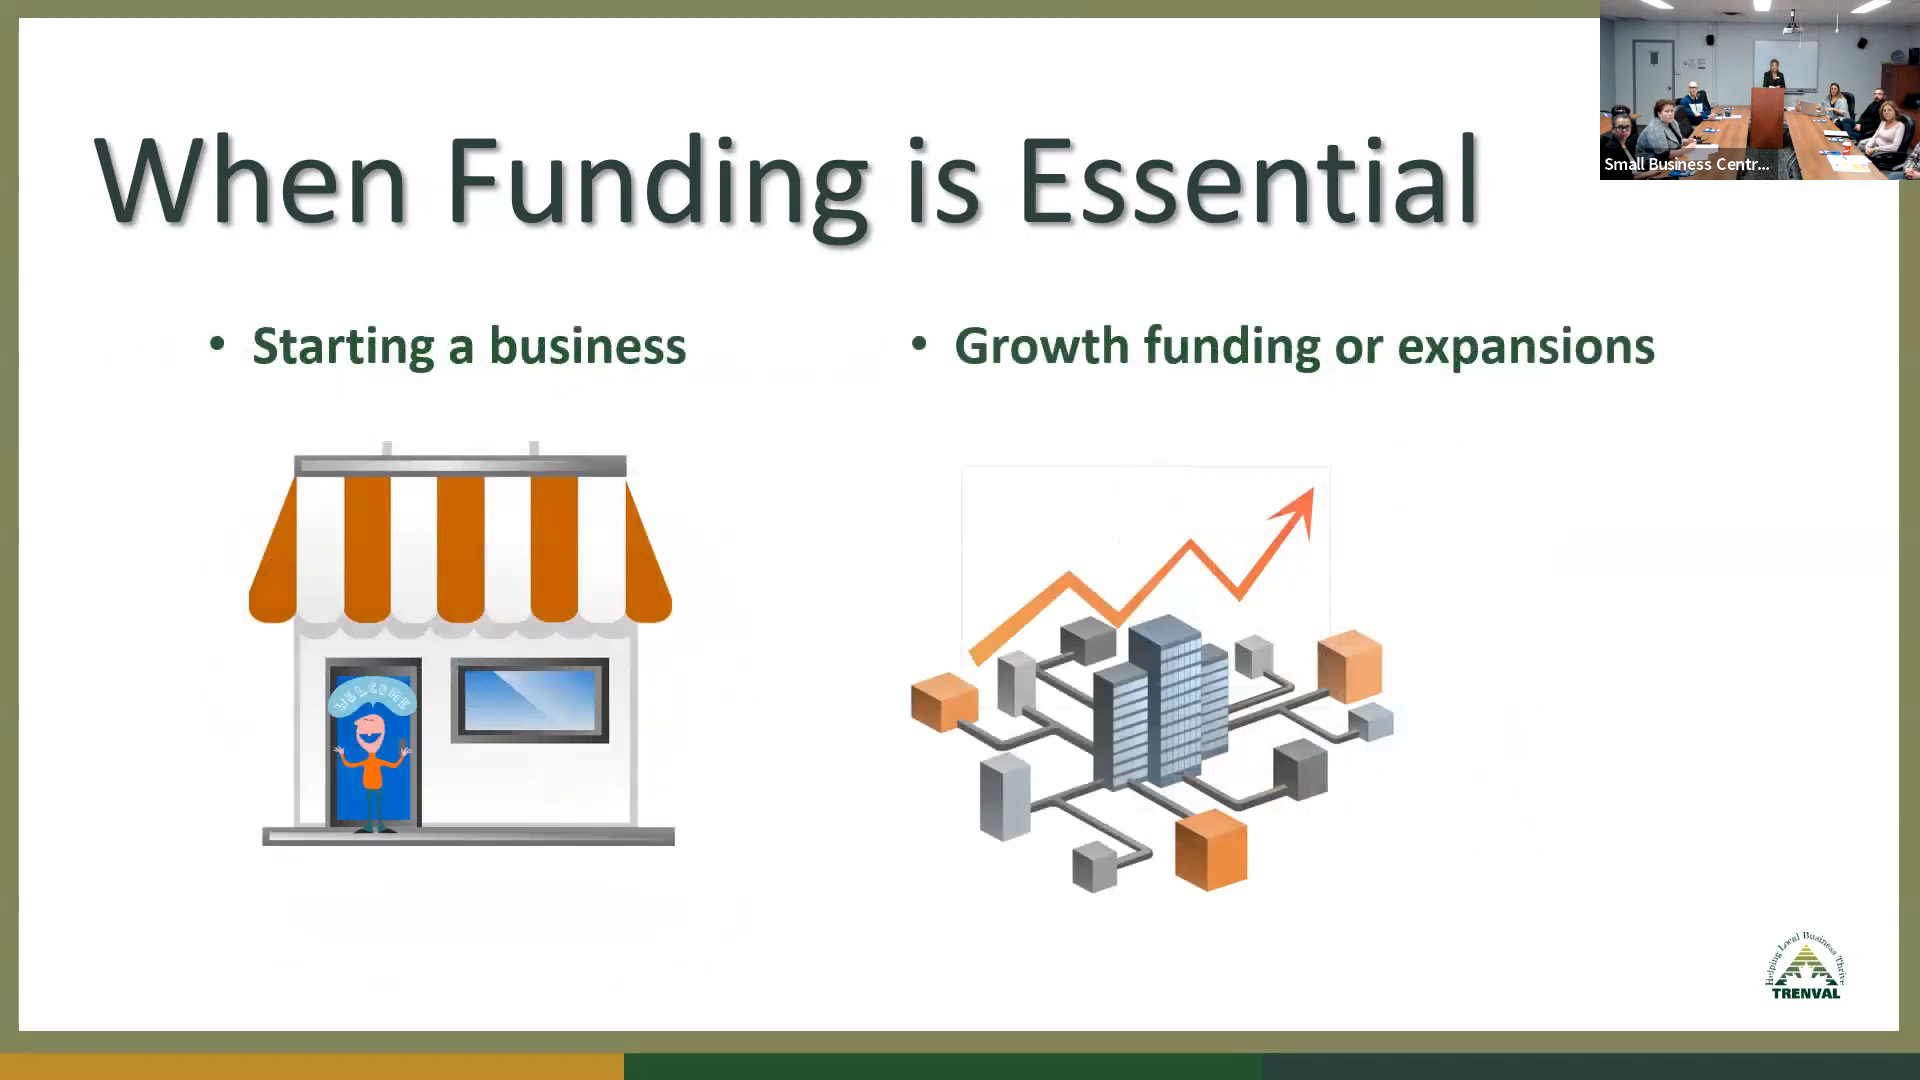 When Funding is Essential
Small Business Centr...
• Starting a business
• Growth funding or expansions
WELCOME
Helping Local Business Thrive
TRENVAL